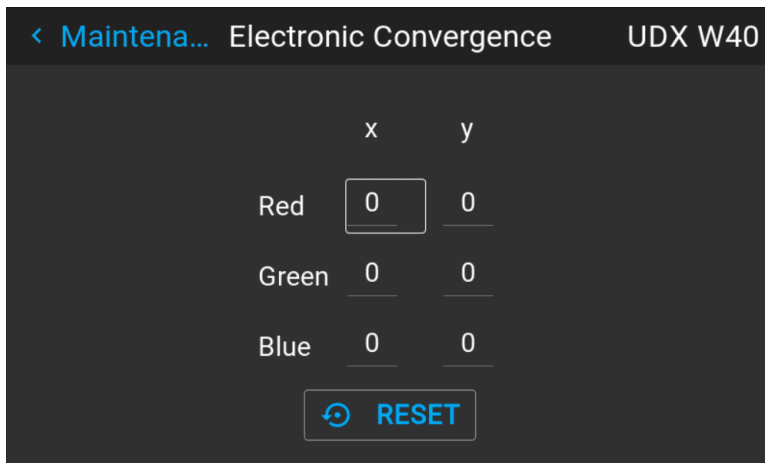 Maintena... Electronic Convergence UDX W40
x y
Red 0 0
Green 0 0
Blue 0 0
RESET